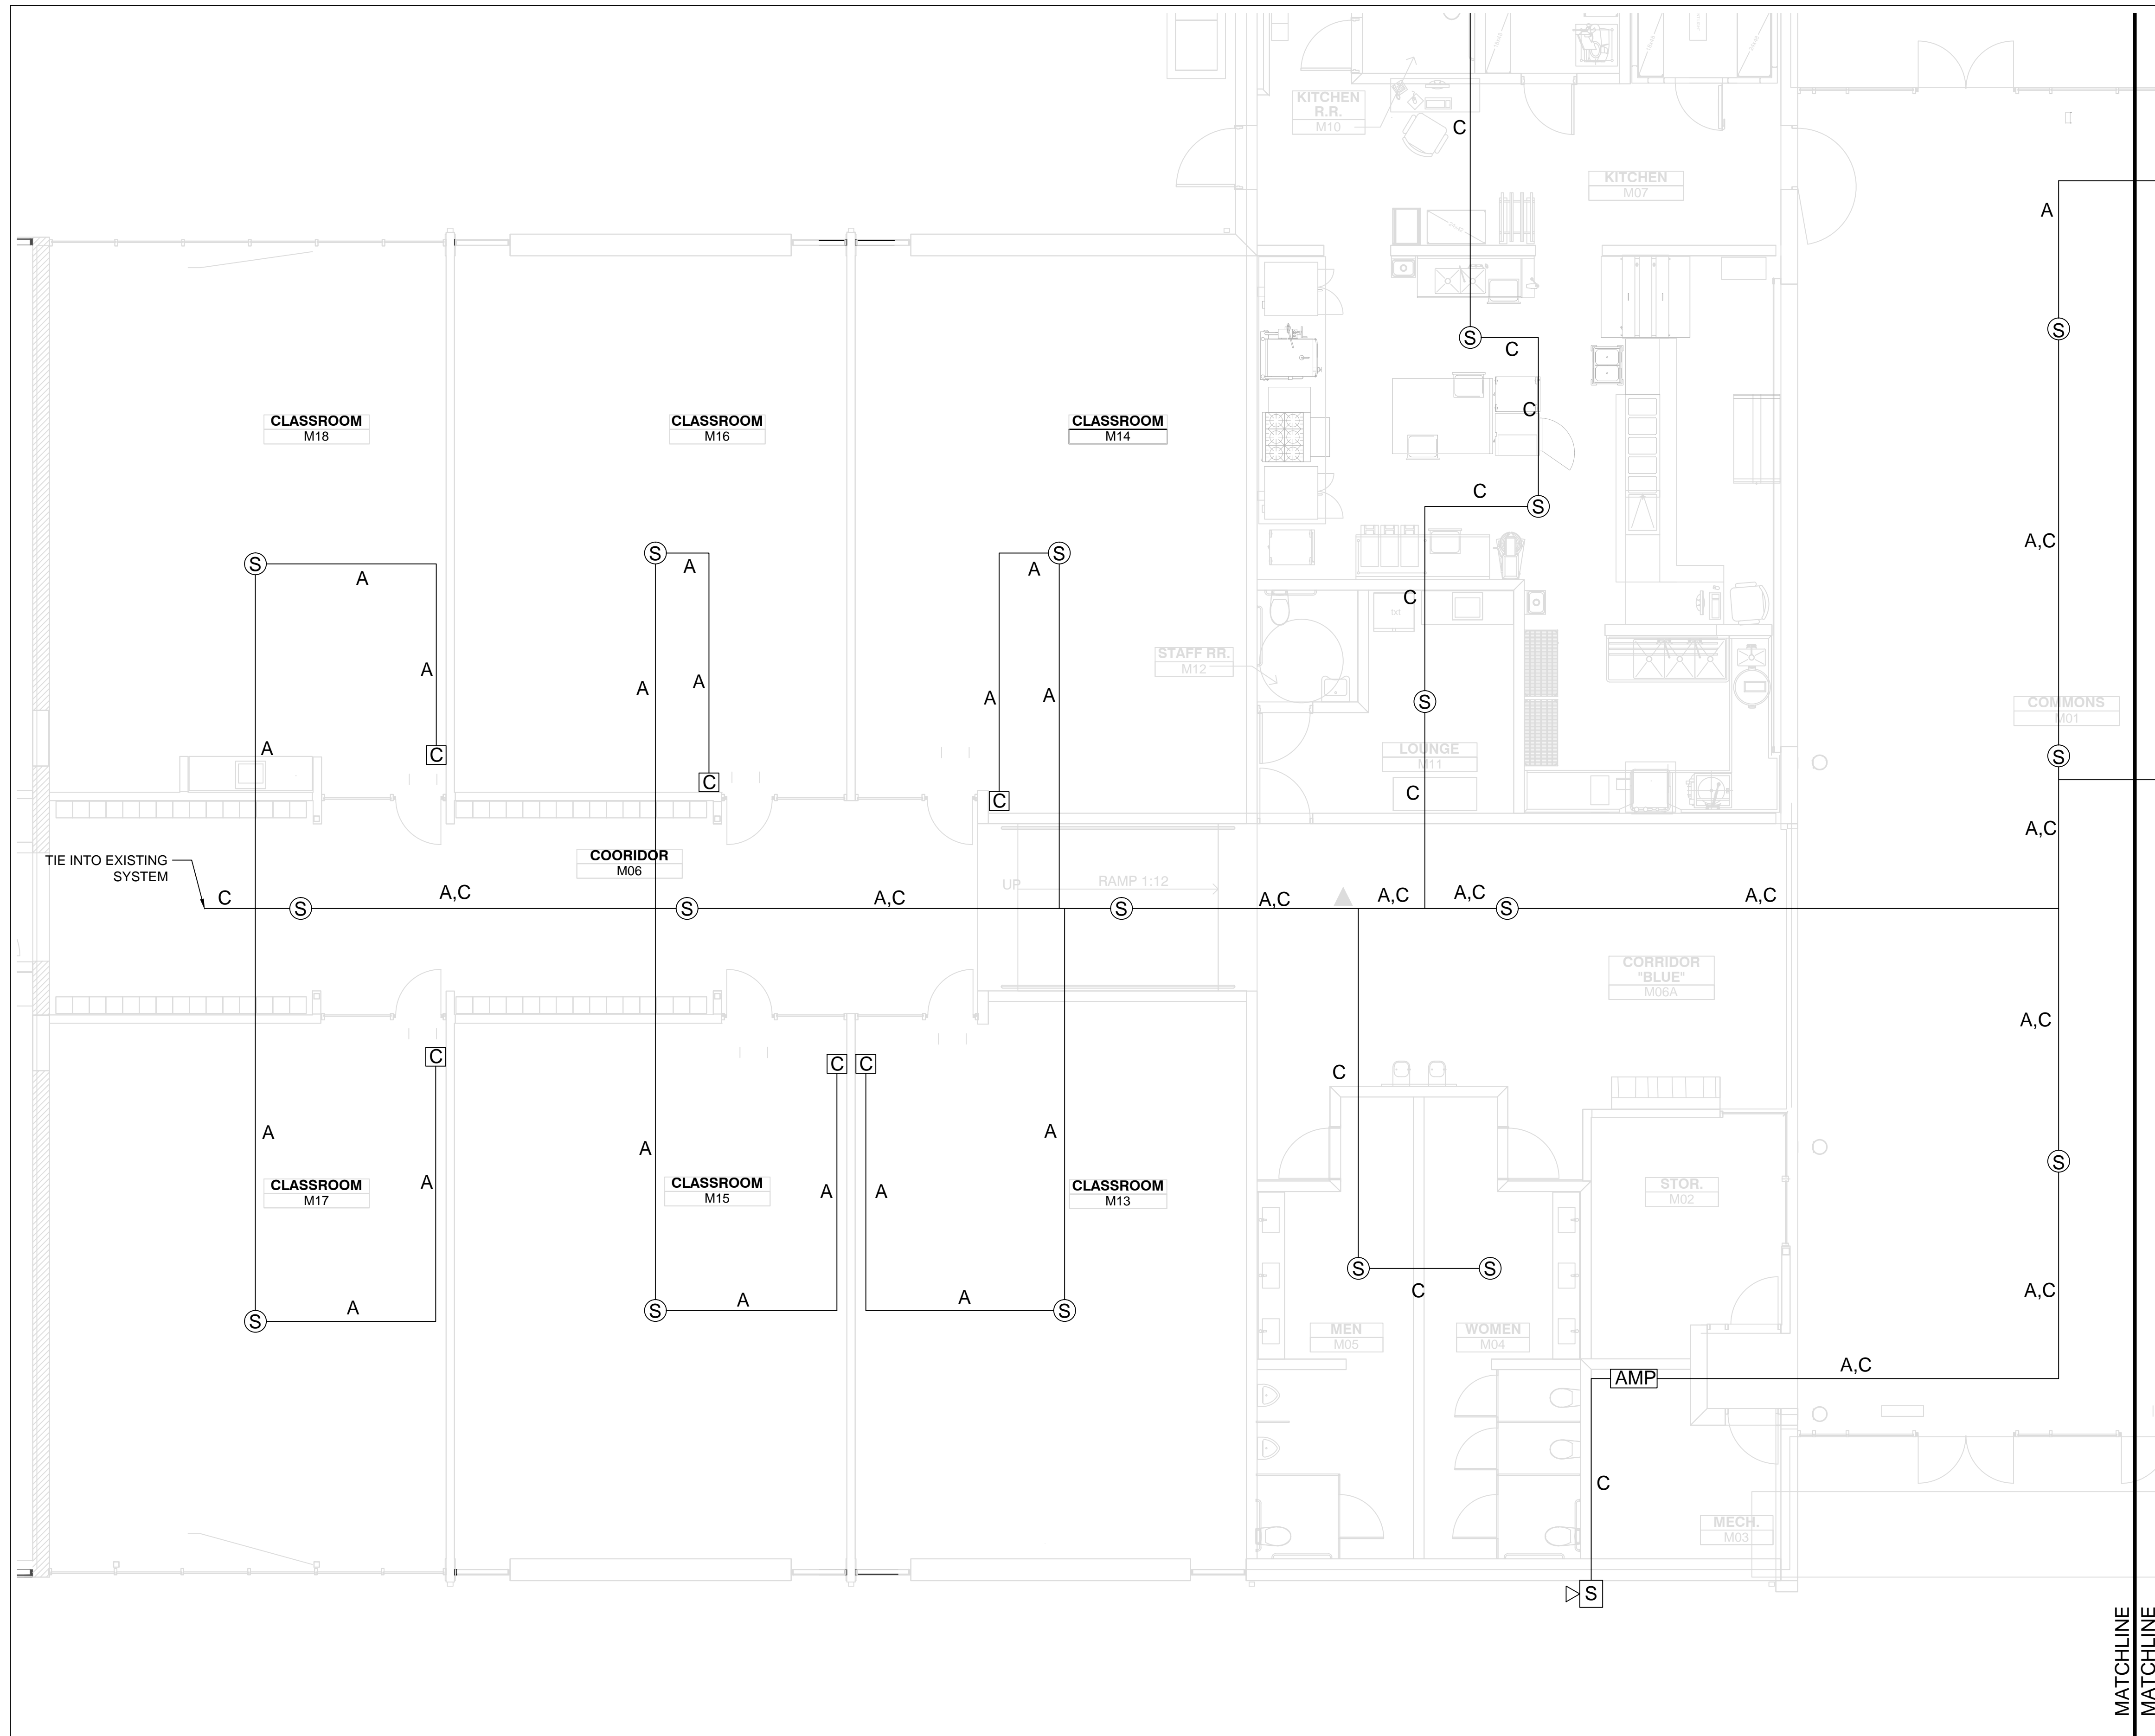 C
KITCHEN
R.R.
M10
KITCHEN
M07
A
S
S
C
C
A,C
CLASSROOM
M18
CLASSROOM
M16
CLASSROOM
M14
C
S
S
A
S
A
S
A
C
STAFF RR.
M12
A
A
A
A
A
S
COMMONS
M01
LOUNGE
M11
A
C
C
C
C
S
A,C
TIE INTO EXISTING
SYSTEM
COORIDOR
M06
UP
RAMP 1:12
C
S
A,C
S
A,C
S
A,C
A,C
A,C
S
A,C
CORRIDOR
"BLUE"
M06A
A,C
C
C
C
C
A
A
A
S
CLASSROOM
M17
A
CLASSROOM
M15
A
A
CLASSROOM
M13
STOR.
M02
S
A
S
A
A
S
S
S
C
A,C
MEN
M05
WOMEN
M04
AMP
A,C
C
MECH.
M03
S
MATCHLINE
MATCHLINE